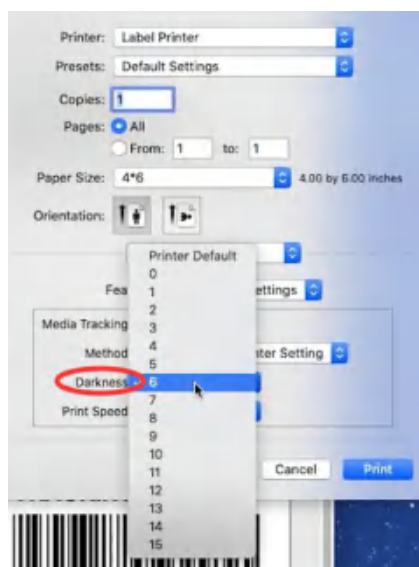 Printer: Label Printer
Presets: Default Settings
Copies: 1
Pages: All
From: 1 to: 1
Paper Size: 4*6 4.00 by 6.00 inches
Orientation:
Printer Default
0
Fea 1 ettings
2
Media Tracking 3
Method 4 nter Setting
5
Darkness 6
7
Print Speed 8
9
10
11 Cancel Print
12
13
14
15